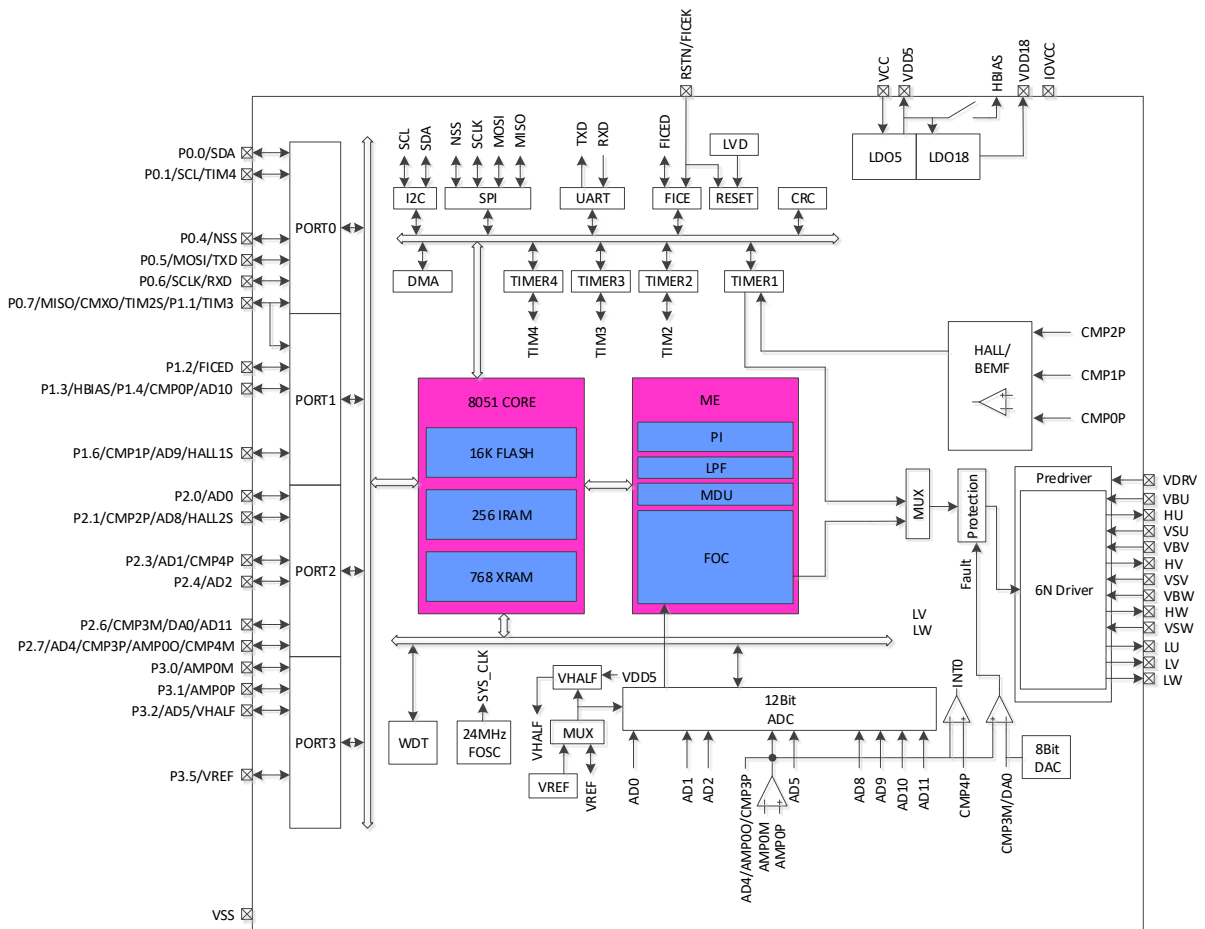 RSTN/FICEK
VCC
VDD5
HBIAS
VDD18
IOVCC
P0.0/SDA
P0.1/SCL/TIM4
P0.4/NSS
P0.5/MOSI/TXD
P0.6/SCLK/RXD
P0.7/MISO/CMXO/TIM2S/P1.1/TIM3
P1.2/FICED
P1.3/HBIAS/P1.4/CMP0P/AD10
P1.6/CMP1P/AD9/HALL1S
P2.0/AD0
P2.1/CMP2P/AD8/HALL2S
P2.3/AD1/CMP4P
P2.4/AD2
P2.6/CMP3M/DA0/AD11
P2.7/AD4/CMP3P/AMP0O/CMP4M
P3.0/AMP0M
P3.1/AMP0P
P3.2/AD5/VHALF
P3.5/VREF
VSS
PORT0
PORT1
PORT2
PORT3
SCL
SDA
NSS
SCLK
MOSI
MISO
TXD
RXD
FICED
LVD
I2C
SPI
UART
FICE
RESET
CRC
LDO5
LDO18
DMA
TIMER4
TIMER3
TIMER2
TIMER1
TIM4
TIM3
TIM2
HALL/
BEMF
CMP2P
CMP1P
CMP0P
8051 CORE
16K FLASH
256 IRAM
768 XRAM
ME
PI
LPF
MDU
FOC
MUX
Protection
Fault
Predriver
6N Driver
VDRV
VBU
HU
VSU
VBV
HV
VSV
VBW
HW
VSW
LU
LV
LW
LV
LW
WDT
SYS_CLK
24MHz
FOSC
VHALF
VDD5
VHALF
MUX
VREF
VREF
12Bit
ADC
AD0
AD1
AD2
AD4/AMP0O/CMP3P
AMP0M
AMP0P
AD5
AD8
AD9
AD10
AD11
INT0
CMP4P
CMP3M/DA0
8Bit
DAC